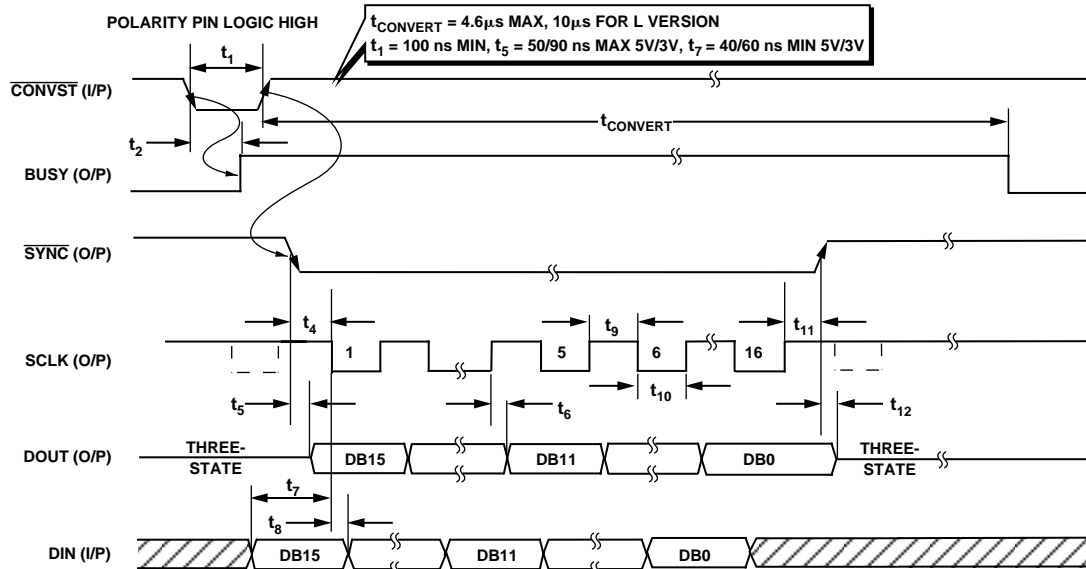 POLARITY PIN LOGIC HIGH
tCONVERT = 4.6μs MAX, 10μs FOR L VERSION
t1 = 100 ns MIN, t5 = 50/90 ns MAX 5V/3V, t7 = 40/60 ns MIN 5V/3V
t1
CONVST (I/P)
tCONVERT
t2
BUSY (O/P)
SYNC (O/P)
t4
t9
t11
SCLK (O/P)
1
5
6
16
t10
t5
t6
t12
DOUT (O/P)
THREE-
STATE
DB15
DB11
DB0
THREE-
STATE
t7
t8
DIN (I/P)
DB15
DB11
DB0